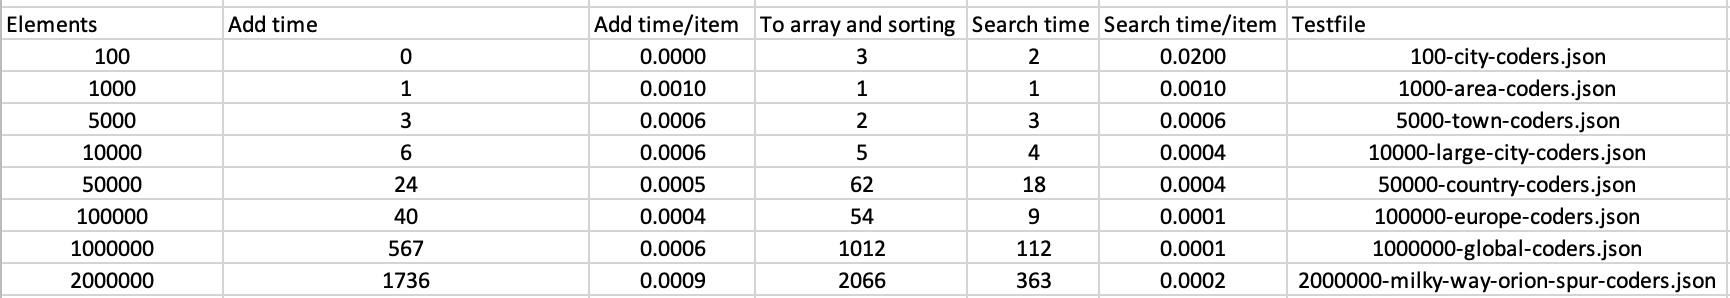 Elements Add time Add time/item To array and sorting Search time Search time/item Testfile
100 0 0.0000 3 2 0.0200 100-city-coders.json
1000 1 0.0010 1 1 0.0010 1000-area-coders.json
5000 3 0.0006 2 3 0.0006 5000-town-coders.json
10000 6 0.0006 5 4 0.0004 10000-large-city-coders.json
50000 24 0.0005 62 18 0.0004 50000-country-coders.json
100000 40 0.0004 54 9 0.0001 100000-europe-coders.json
1000000 567 0.0006 1012 112 0.0001 1000000-global-coders.json
2000000 1736 0.0009 2066 363 0.0002 2000000-milky-way-orion-spur-coders.json